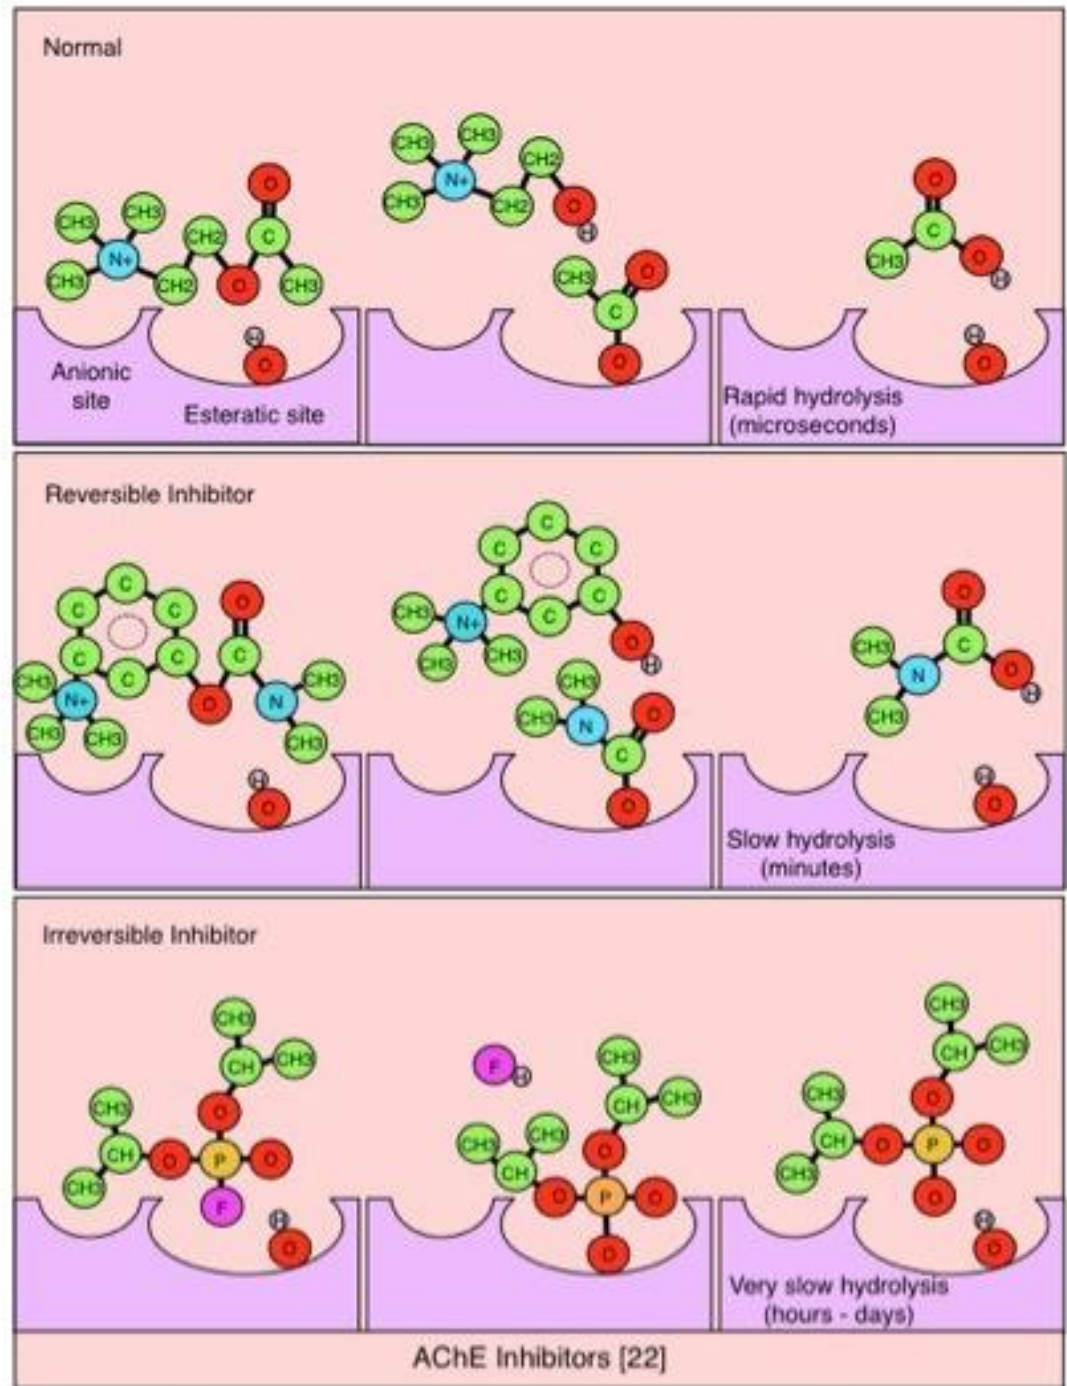 Normal
CH3
CH3
N+
CH3
CH2
CH2
O
O
C
CH3
H
O
Anionic
site
Esteratic site
CH3
CH3
N+
CH3
CH2
CH2
O
H
CH3
O
C
O
O
C
CH3
O
H
H
O
Rapid hydrolysis
(microseconds)
Reversible Inhibitor
C
C
C
C
C
C
CH3
N+
CH3
CH3
O
O
C
N
CH3
CH3
H
O
C
C
C
C
C
C
CH3
N+
CH3
CH3
O
H
CH3
CH3
N
O
C
O
O
C
CH3
N
CH3
O
H
H
O
Slow hydrolysis
(minutes)
Irreversible Inhibitor
CH3
CH
CH3
O
CH3
CH
CH3
O
P
O
F
H
O
F
H
CH3
CH
CH3
O
CH3
CH3
CH
O
P
O
O
CH3
CH
CH3
O
CH3
CH
CH3
O
P
O
O
H
O
Very slow hydrolysis
(hours - days)
AChE Inhibitors [22]